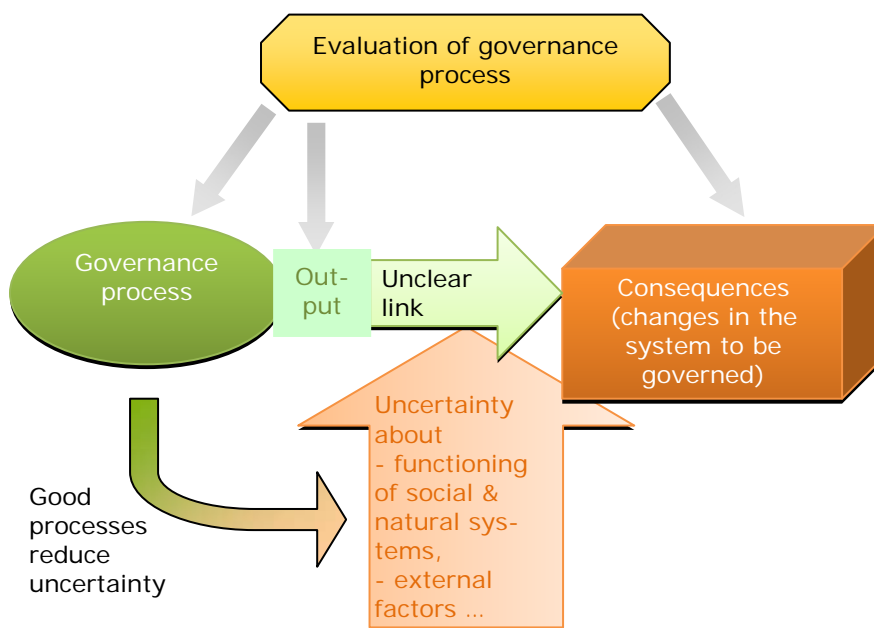 Evaluation of governance
process
Governance
process
Out-
put
Unclear
link
Consequences
(changes in the
system to be
governed)
Uncertainty
about
- functioning
of social &
natural sys-
tems,
- external
factors ...
Good
processes
reduce
uncertainty